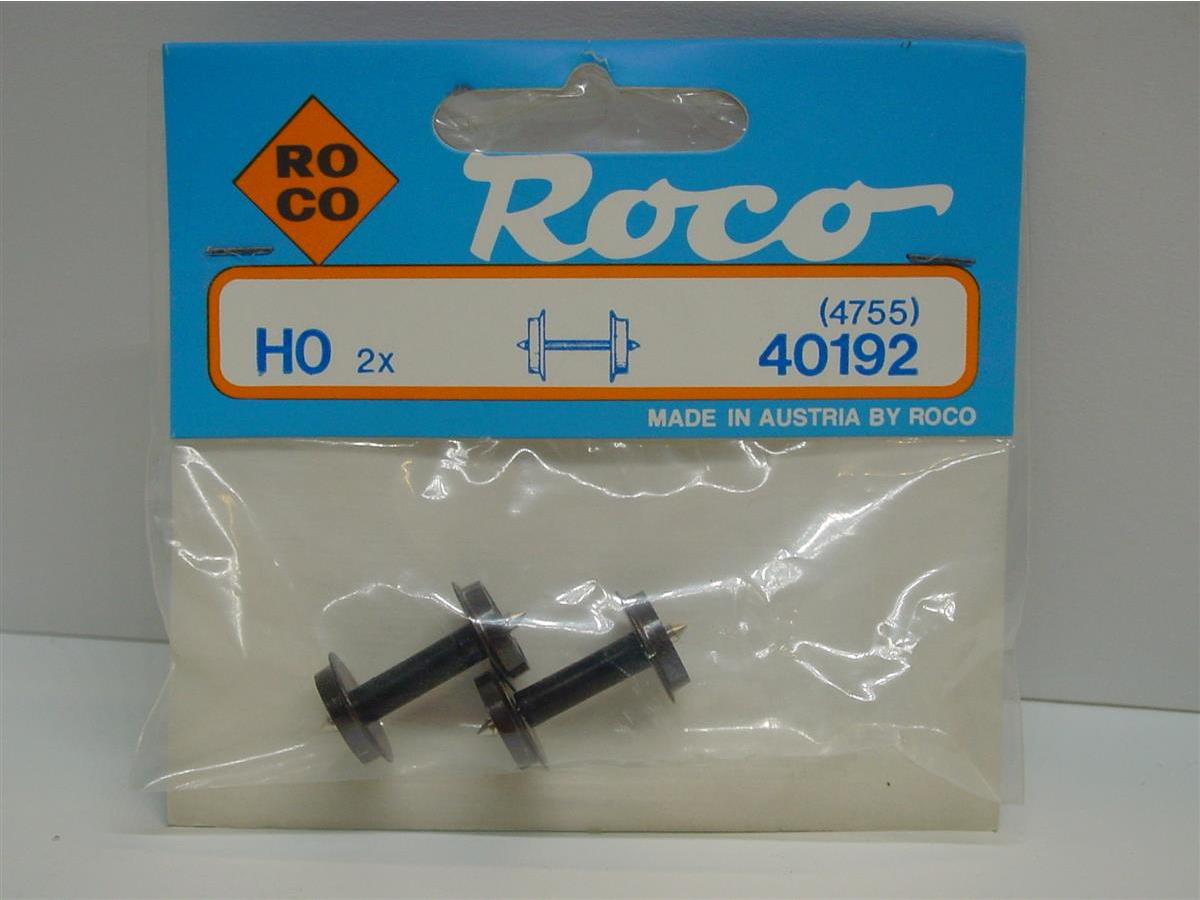 RO
CO
Roco
(4755)
HO 2x 40192
MADE IN AUSTRIA BY ROCO